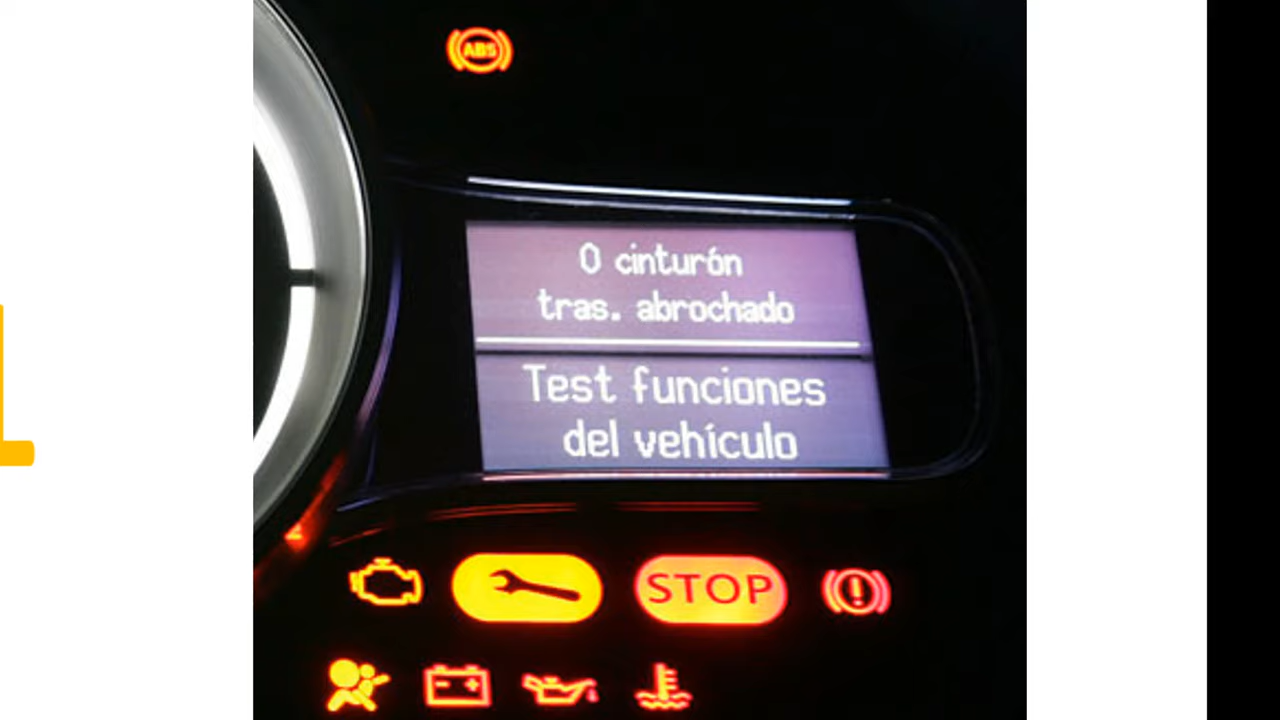 ABS
0 cinturón
tras. abrochado
Test funciones
del vehículo
STOP